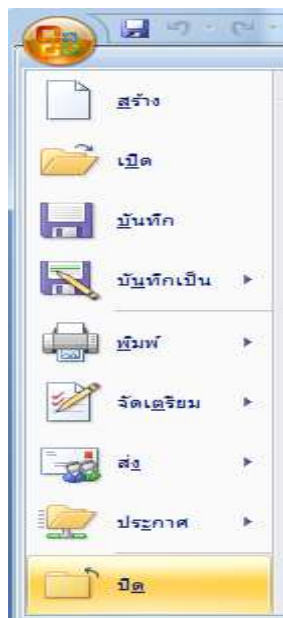 สร้าง
เปิด
บันทึก
บันทึกเป็น
พิมพ์
จัดเตรียม
ส่ง
ประกาศ
ปิด